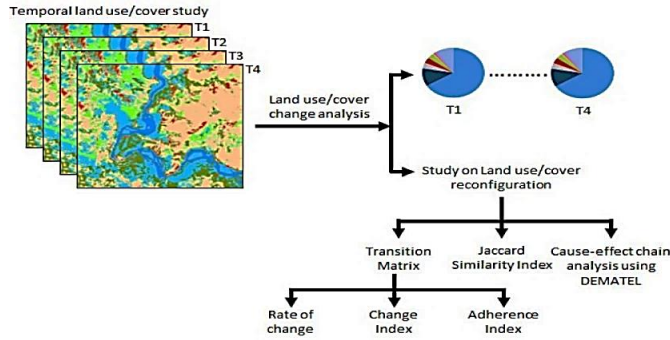 Temporal land use/cover study
T1
T2
T3
T4
Land use/cover
change analysis
T1
T4
Study on Land use/cover
reconfiguration
Transition
Matrix
Jaccard
Similarity Index
Cause-effect chain
analysis using
DEMATEL
Rate of
change
Change
Index
Adherence
Index